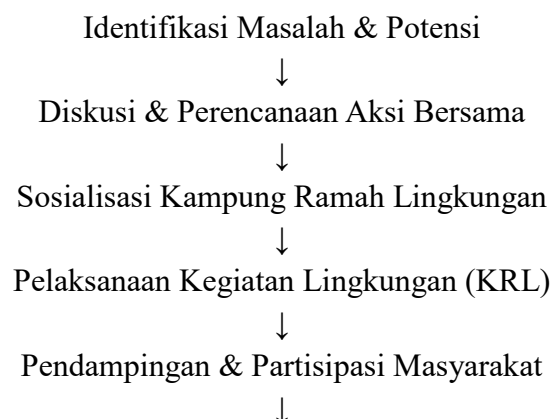 Identifikasi Masalah & Potensi
↓
Diskusi & Perencanaan Aksi Bersama
↓
Sosialisasi Kampung Ramah Lingkungan
↓
Pelaksanaan Kegiatan Lingkungan (KRL)
↓
Pendampingan & Partisipasi Masyarakat
↓